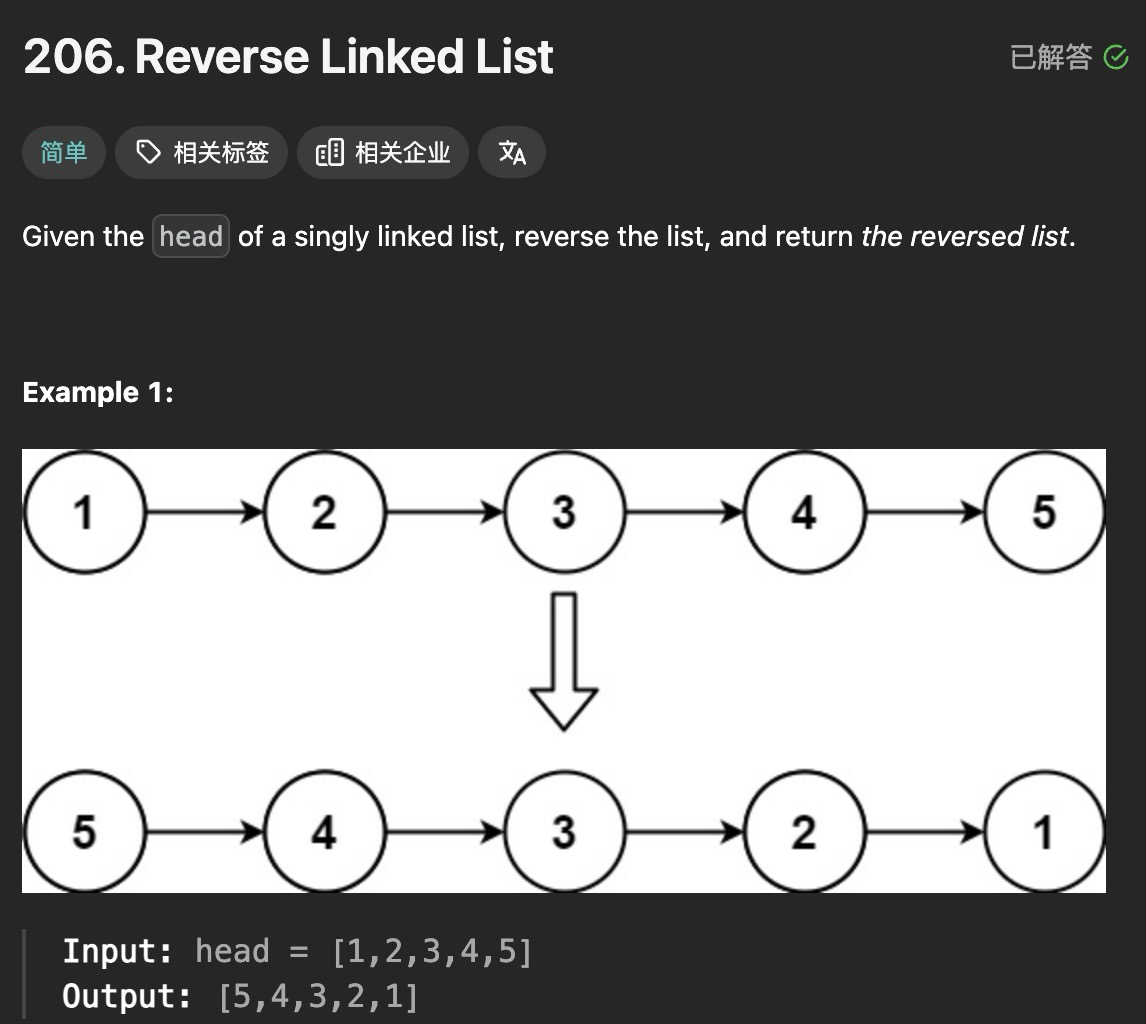 206. Reverse Linked List
已解答
简单 相关标签 相关企业 文A
Given the head of a singly linked list, reverse the list, and return the reversed list.
Example 1:
1 2 3 4 5
5 4 3 2 1
Input: head = [1,2,3,4,5]
Output: [5,4,3,2,1]